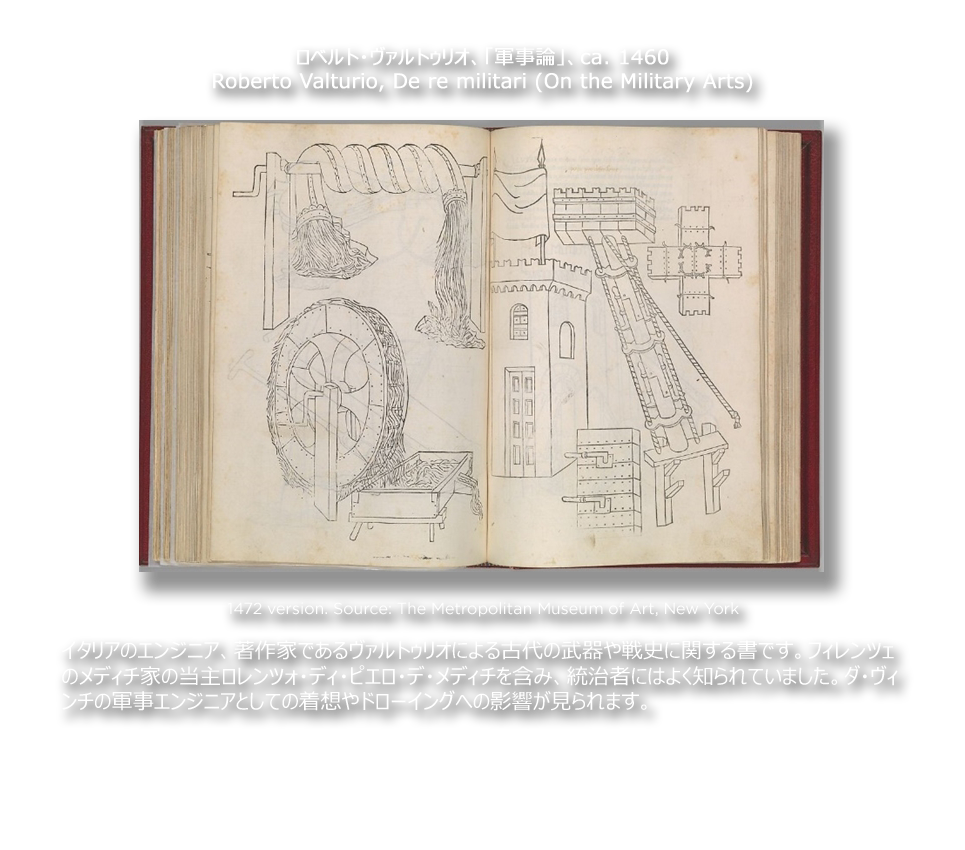 ロベルト・ヴァルトゥリオ、「軍事論」、ca. 1460
Roberto Valturio, De re militari (On the Military Arts)
1472 version. Source: The Metropolitan Museum of Art, New York
イタリアのエンジニア、著作家であるヴァルトゥリオによる古代の武器や戦史に関する書です。フィレンツェ
のメディチ家の当主ロレンツォ・ディ・ピエロ・デ・メディチを含み、統治者にはよく知られていました。ダ・ヴィ
ンチの軍事エンジニアとしての着想やドローイングへの影響が見られます。